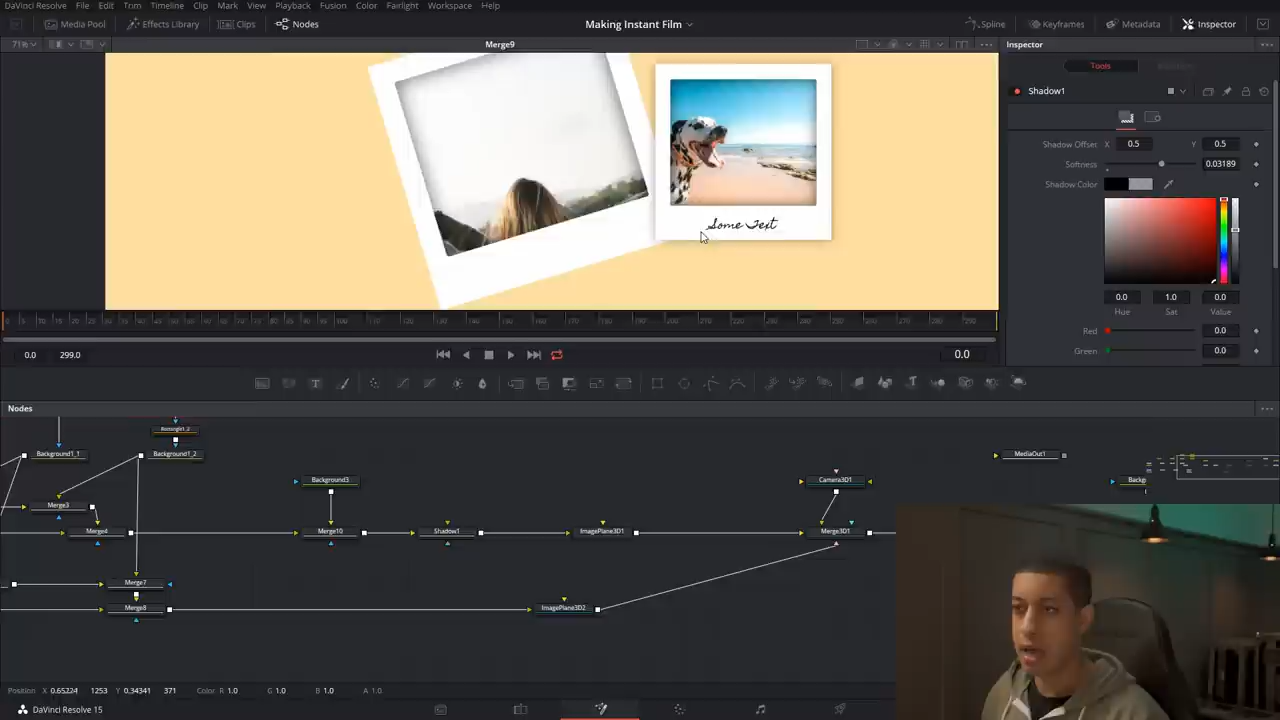 DaVinci Resolve File Edit Trim Timeline Clip Mark View Playback Fusion Color Fairlight Workspace Help
Media Pool Effects Library Clips Nodes Making Instant Film Spline Keyframes Metadata Inspector
71% Merge9 Inspector
Tools
Shadow1
Shadow Offset X 0.5 Y 0.5
Softness 0.03189
Shadow Color
Some Text
0.0 1.0 0.0
Hue Sat Value
Red 0.0
Green 0.0
0.0 299.0 0.0
Nodes
Rectangle1_2
Background1_1 Background1_2 MediaOut1
Background3 Camera3D1 Backg
Merge3
Merge4 Merge10 Shadow1 ImagePlane3D1 Merge3D1
Merge7
Merge8 ImagePlane3D2
Position X 0.65224 1253 Y 0.34341 371 Color R 1.0 G 1.0 B 1.0 A 1.0
DaVinci Resolve 15